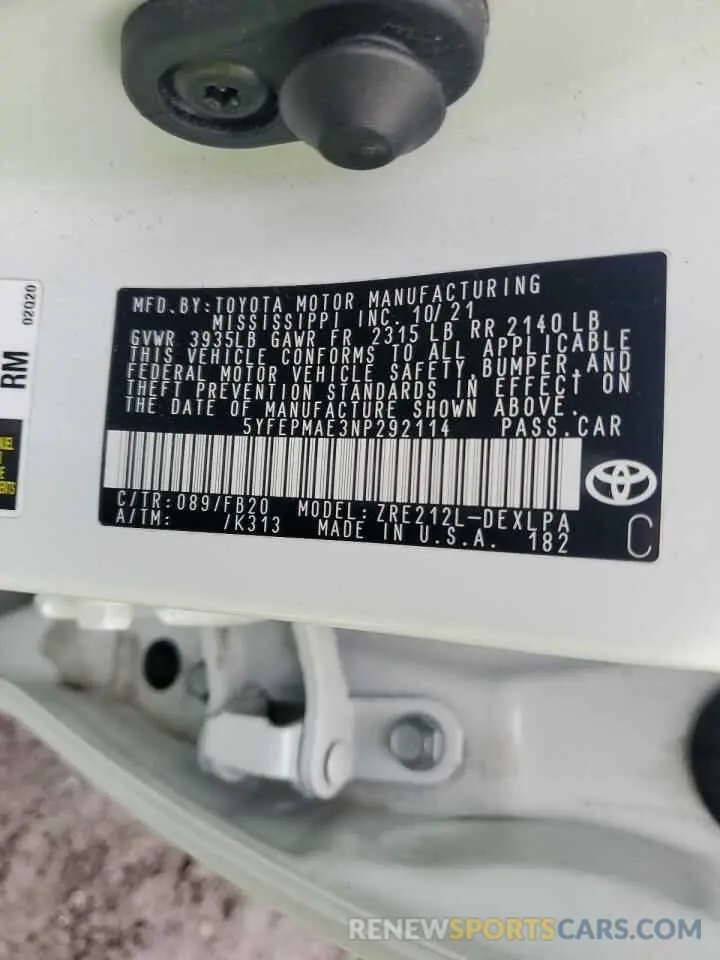 MFD. BY: TOYOTA MOTOR MANUFACTURING
MISSISSIPPI INC. 10/21
GVWR 3935LB GAWR FR 2315 LB RR 2140 LB
THIS VEHICLE CONFORMS TO ALL APPLICABLE
FEDERAL MOTOR VEHICLE SAFETY, BUMPER, AND
THEFT PREVENTION STANDARDS IN EFFECT ON
THE DATE OF MANUFACTURE SHOWN ABOVE.
5YFEPMAE3NP292114 PASS.CAR
C/TR: 089/FB20 MODEL: ZRE212L-DEXLPA
A/TM: /K313 MADE IN U.S.A. 182
C
RM
02020
RENEWSPORTSCARS.COM